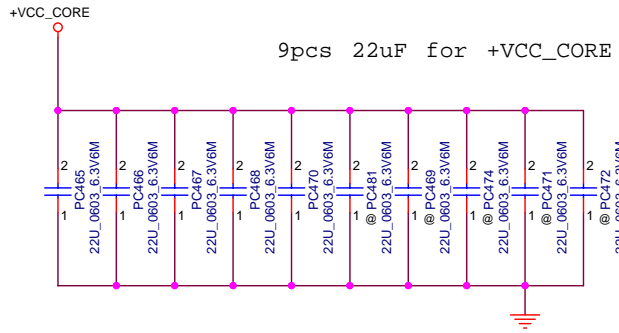 +VCC_CORE
9pcs 22uF for +VCC_CORE
2
1
PC465
22U_0603_6.3V6M
2
1
PC466
22U_0603_6.3V6M
2
1
PC467
22U_0603_6.3V6M
2
1
PC468
22U_0603_6.3V6M
2
1
PC470
22U_0603_6.3V6M
2
1
@ PC481
22U_0603_6.3V6M
2
1
@ PC469
22U_0603_6.3V6M
2
1
@ PC474
22U_0603_6.3V6M
2
1
@ PC471
22U_0603_6.3V6M
2
1
@ PC472
22U_0603_6.3V6M